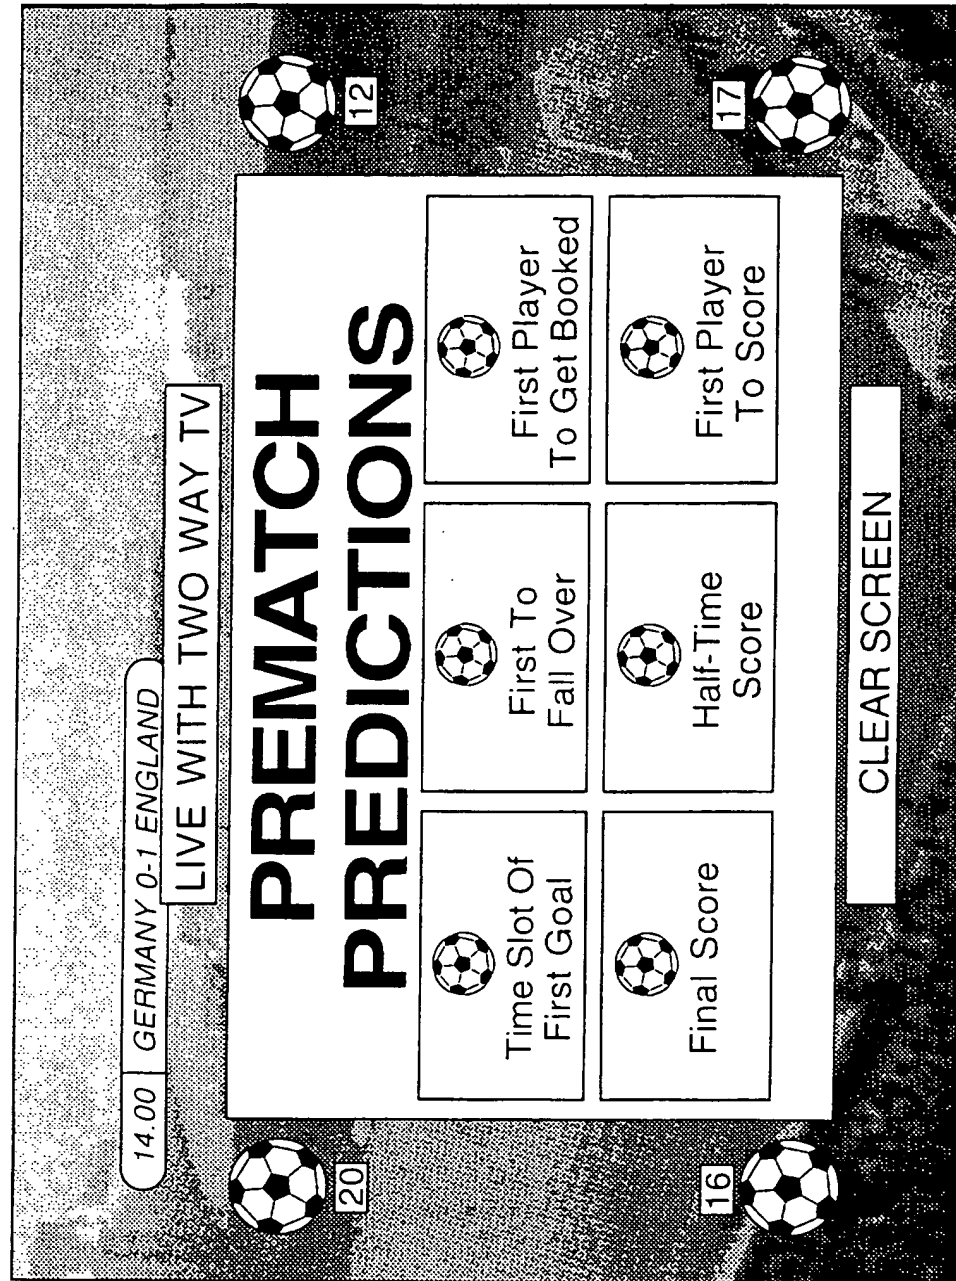 14.00 GERMANY 0-1 ENGLAND
LIVE WITH TWO WAY TV
20
12
PREMATCH
PREDICTIONS
Time Slot Of
First Goal
First To
Fall Over
First Player
To Get Booked
Final Score
Half-Time
Score
First Player
To Score
16
17
CLEAR SCREEN